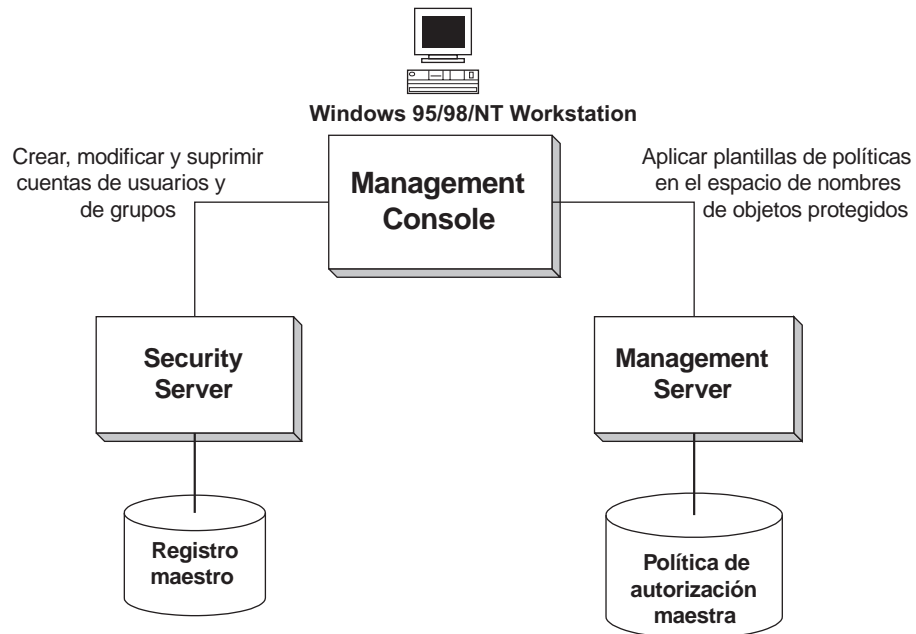 Windows 95/98/NT Workstation
Crear, modificar y suprimir
cuentas de usuarios y
de grupos
Management
Console
Aplicar plantillas de políticas
en el espacio de nombres
de objetos protegidos
Security
Server
Management
Server
Registro
maestro
Política de
autorización
maestra